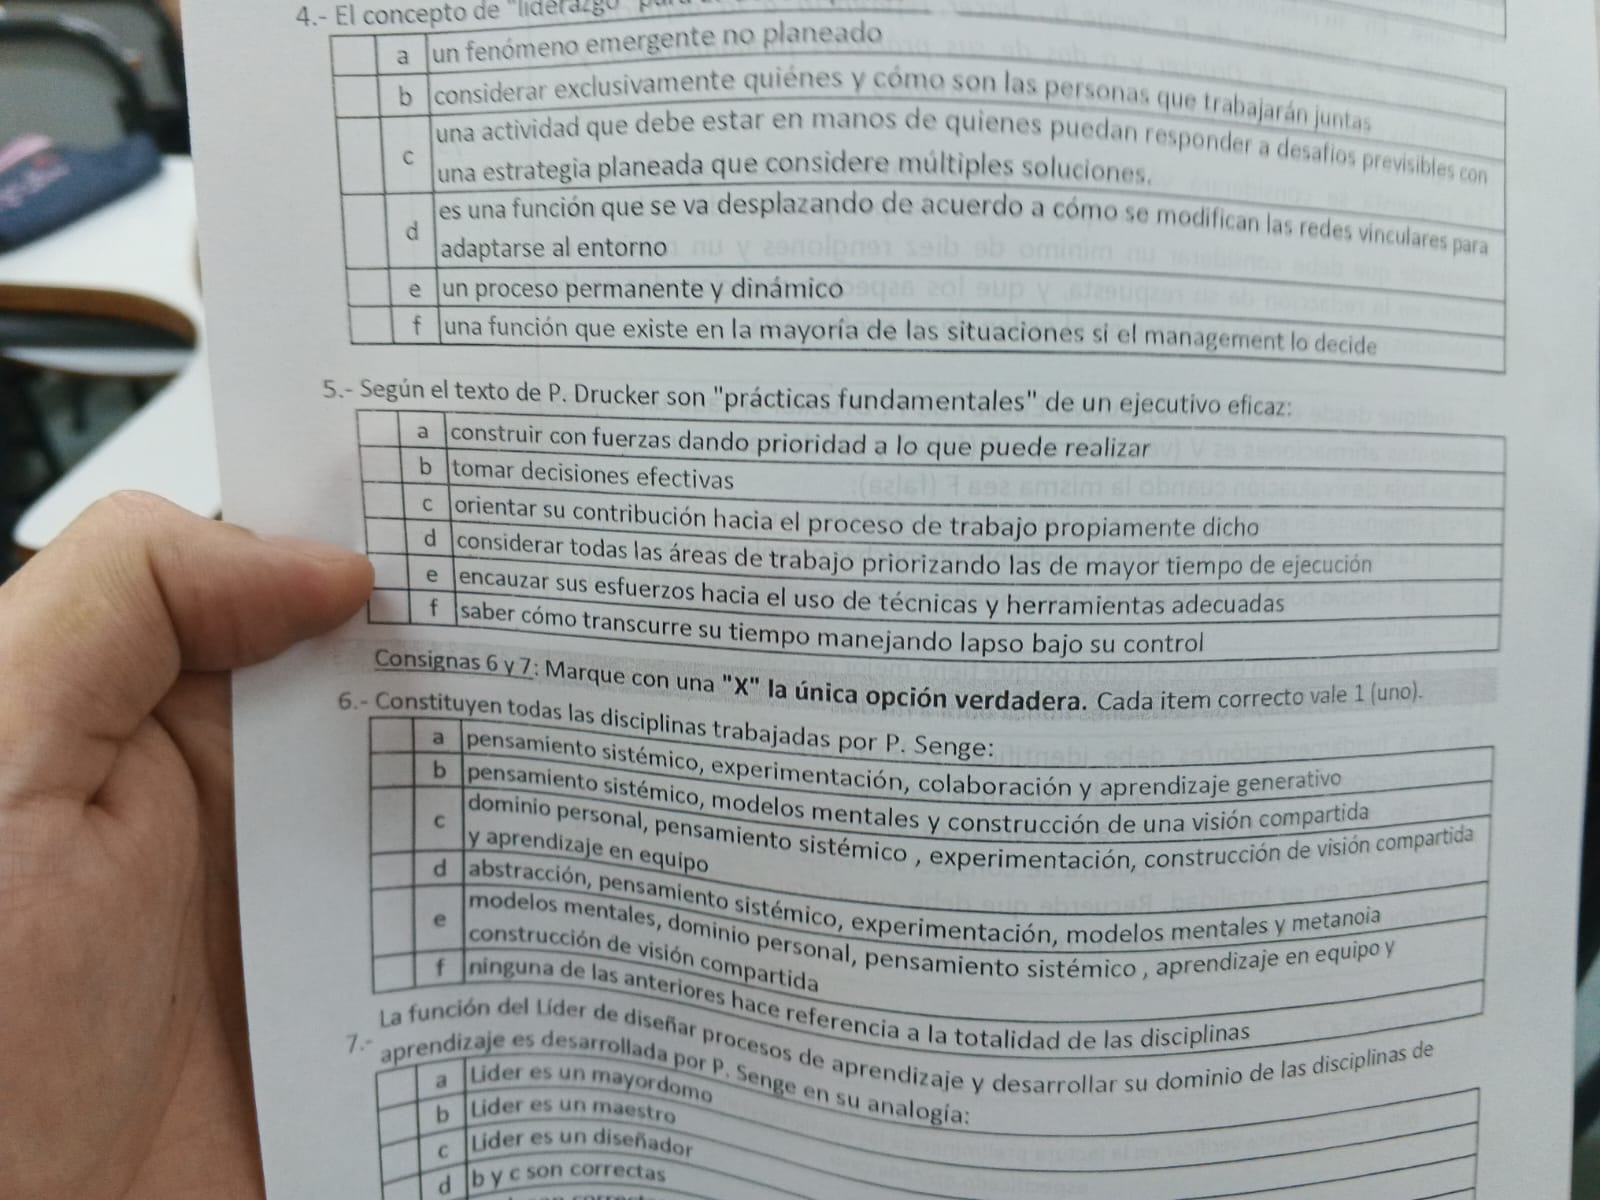 4.- El concepto de "liderazgo"
a un fenómeno emergente no planeado
b considerar exclusivamente quiénes y cómo son las personas que trabajarán juntas
c una actividad que debe estar en manos de quienes puedan responder a desafíos previsibles con
una estrategia planeada que considere múltiples soluciones.
d es una función que se va desplazando de acuerdo a cómo se modifican las redes vinculares para
adaptarse al entorno
e un proceso permanente y dinámico
f una función que existe en la mayoría de las situaciones si el management lo decide
5.- Según el texto de P. Drucker son "prácticas fundamentales" de un ejecutivo eficaz:
a construir con fuerzas dando prioridad a lo que puede realizar
b tomar decisiones efectivas
c orientar su contribución hacia el proceso de trabajo propiamente dicho
d considerar todas las áreas de trabajo priorizando las de mayor tiempo de ejecución
e encauzar sus esfuerzos hacia el uso de técnicas y herramientas adecuadas
f saber cómo transcurre su tiempo manejando lapso bajo su control
Consignas 6 y 7: Marque con una "X" la única opción verdadera. Cada item correcto vale 1 (uno).
6.- Constituyen todas las disciplinas trabajadas por P. Senge:
a pensamiento sistémico, experimentación, colaboración y aprendizaje generativo
b pensamiento sistémico, modelos mentales y construcción de una visión compartida
c dominio personal, pensamiento sistémico , experimentación, construcción de visión compartida
y aprendizaje en equipo
d abstracción, pensamiento sistémico, experimentación, modelos mentales y metanoia
e modelos mentales, dominio personal, pensamiento sistémico , aprendizaje en equipo y
construcción de visión compartida
f ninguna de las anteriores hace referencia a la totalidad de las disciplinas
7.- La función del Líder de diseñar procesos de aprendizaje y desarrollar su dominio de las disciplinas de
aprendizaje es desarrollada por P. Senge en su analogía:
a Lider es un mayordomo
b Lider es un maestro
c Lider es un diseñador
d b y c son correctas